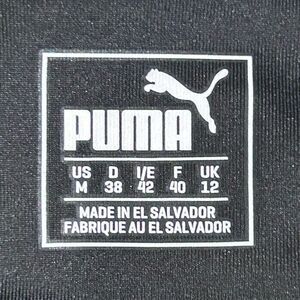 PUMA
US D I/E F UK
M 38 42 40 12
MADE IN EL SALVADOR
FABRIQUE AU EL SALVADOR